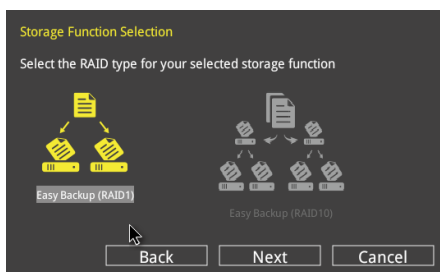 Storage Function Selection
Select the RAID type for your selected storage function
Easy Backup (RAID1)
Easy Backup (RAID10)
Back Next Cancel